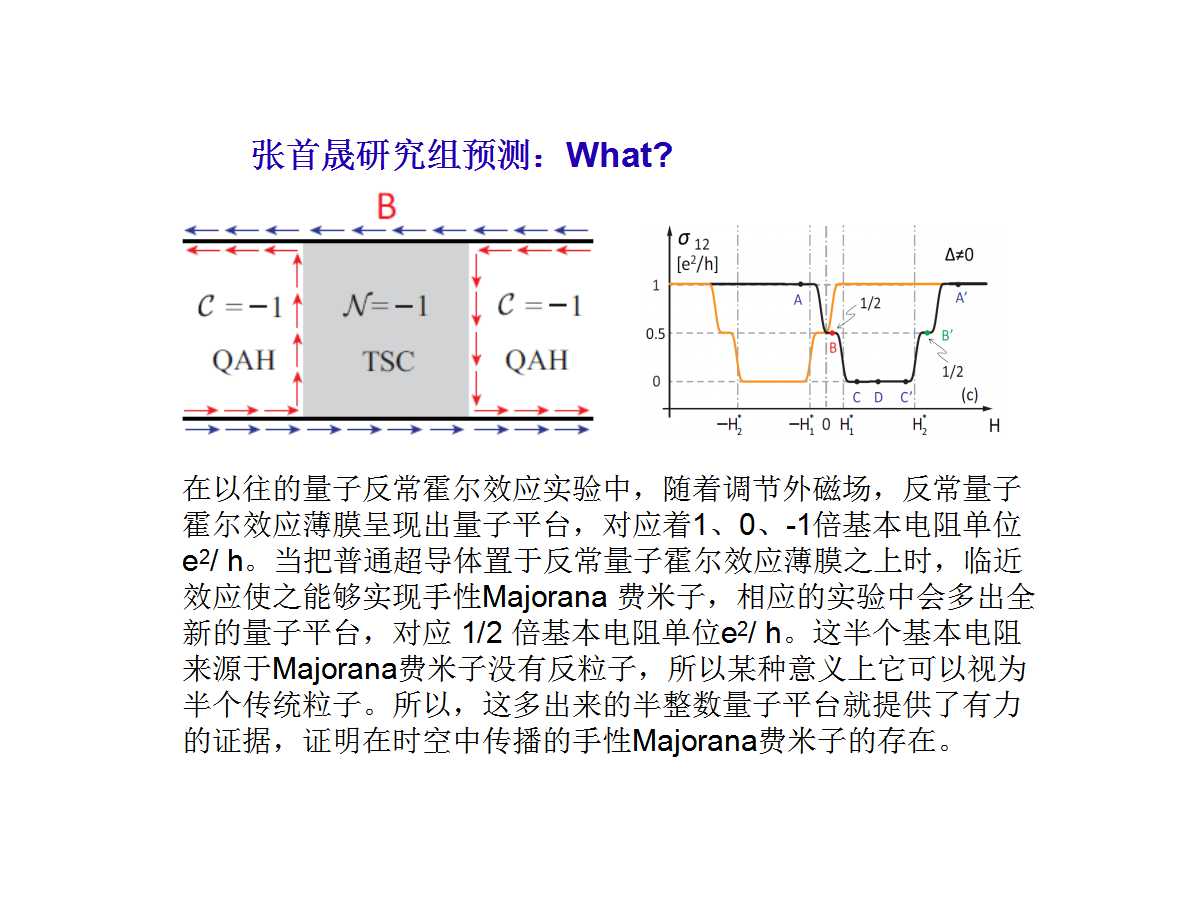 张首晟研究组预测：What?
B
C = −1
N= −1
C = −1
QAH
TSC
QAH
σ 12
[e²/h]
Δ≠0
1
0.5
0
A
1/2
B
A′
B′
1/2
C D C′
(c)
−H₂* −H₁* 0 H₁* H₂* H
在以往的量子反常霍尔效应实验中，随着调节外磁场，反常量子
霍尔效应薄膜呈现出量子平台，对应着1、0、-1倍基本电阻单位
e2/ h。当把普通超导体置于反常量子霍尔效应薄膜之上时，临近
效应使之能够实现手性Majorana 费米子，相应的实验中会多出全
新的量子平台，对应 1/2 倍基本电阻单位e2/ h。这半个基本电阻
来源于Majorana费米子没有反粒子，所以某种意义上它可以视为
半个传统粒子。所以，这多出来的半整数量子平台就提供了有力
的证据，证明在时空中传播的手性Majorana费米子的存在。